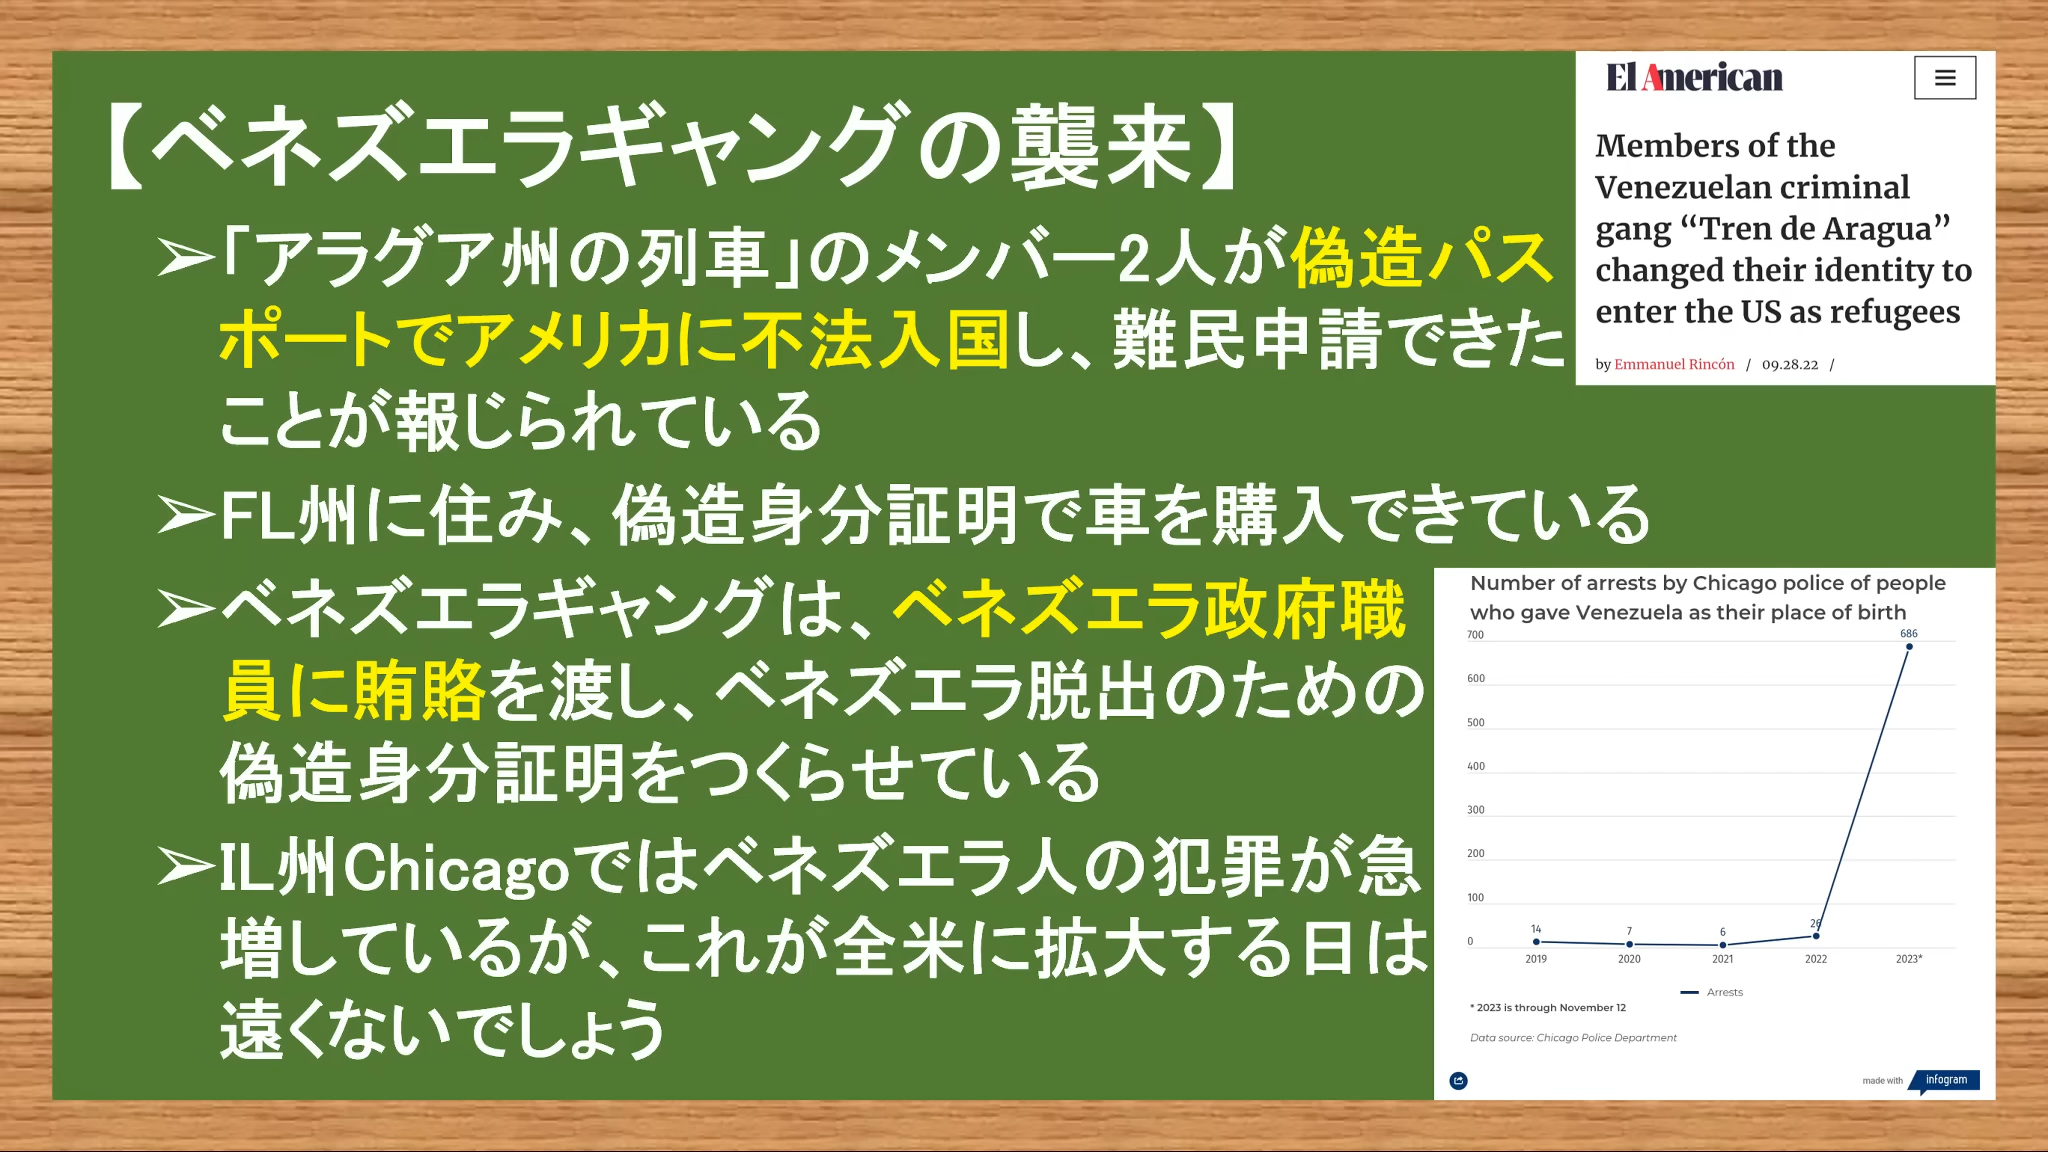 【ベネズエラギャングの襲来】
➢「アラグア州の列車」のメンバー2人が偽造パス
ポートでアメリカに不法入国し、難民申請できた
ことが報じられている
➢FL州に住み、偽造身分証明で車を購入できている
➢ベネズエラギャングは、ベネズエラ政府職
員に賄賂を渡し、ベネズエラ脱出のための
偽造身分証明をつくらせている
➢IL州Chicagoではベネズエラ人の犯罪が急
増しているが、これが全米に拡大する日は
遠くないでしょう
El American
Members of the
Venezuelan criminal
gang “Tren de Aragua”
changed their identity to
enter the US as refugees
by Emmanuel Rincón / 09.28.22 /
Number of arrests by Chicago police of people
who gave Venezuela as their place of birth
700
686
600
500
400
300
200
100
14
7
6
26
0
2019 2020 2021 2022 2023*
Arrests
* 2023 is through November 12
Data source: Chicago Police Department
made with infogram